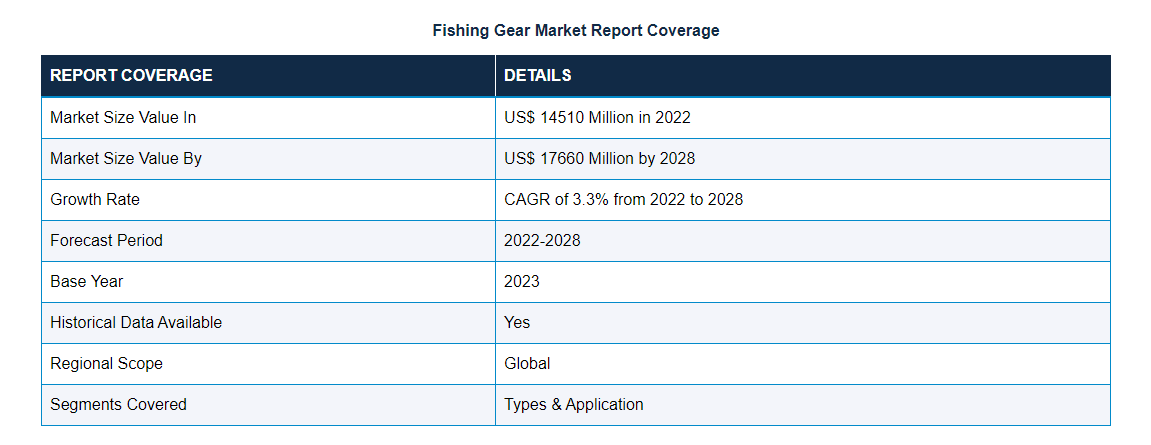 Fishing Gear Market Report Coverage
REPORT COVERAGE DETAILS
Market Size Value In US$ 14510 Million in 2022
Market Size Value By US$ 17660 Million by 2028
Growth Rate CAGR of 3.3% from 2022 to 2028
Forecast Period 2022-2028
Base Year 2023
Historical Data Available Yes
Regional Scope Global
Segments Covered Types & Application